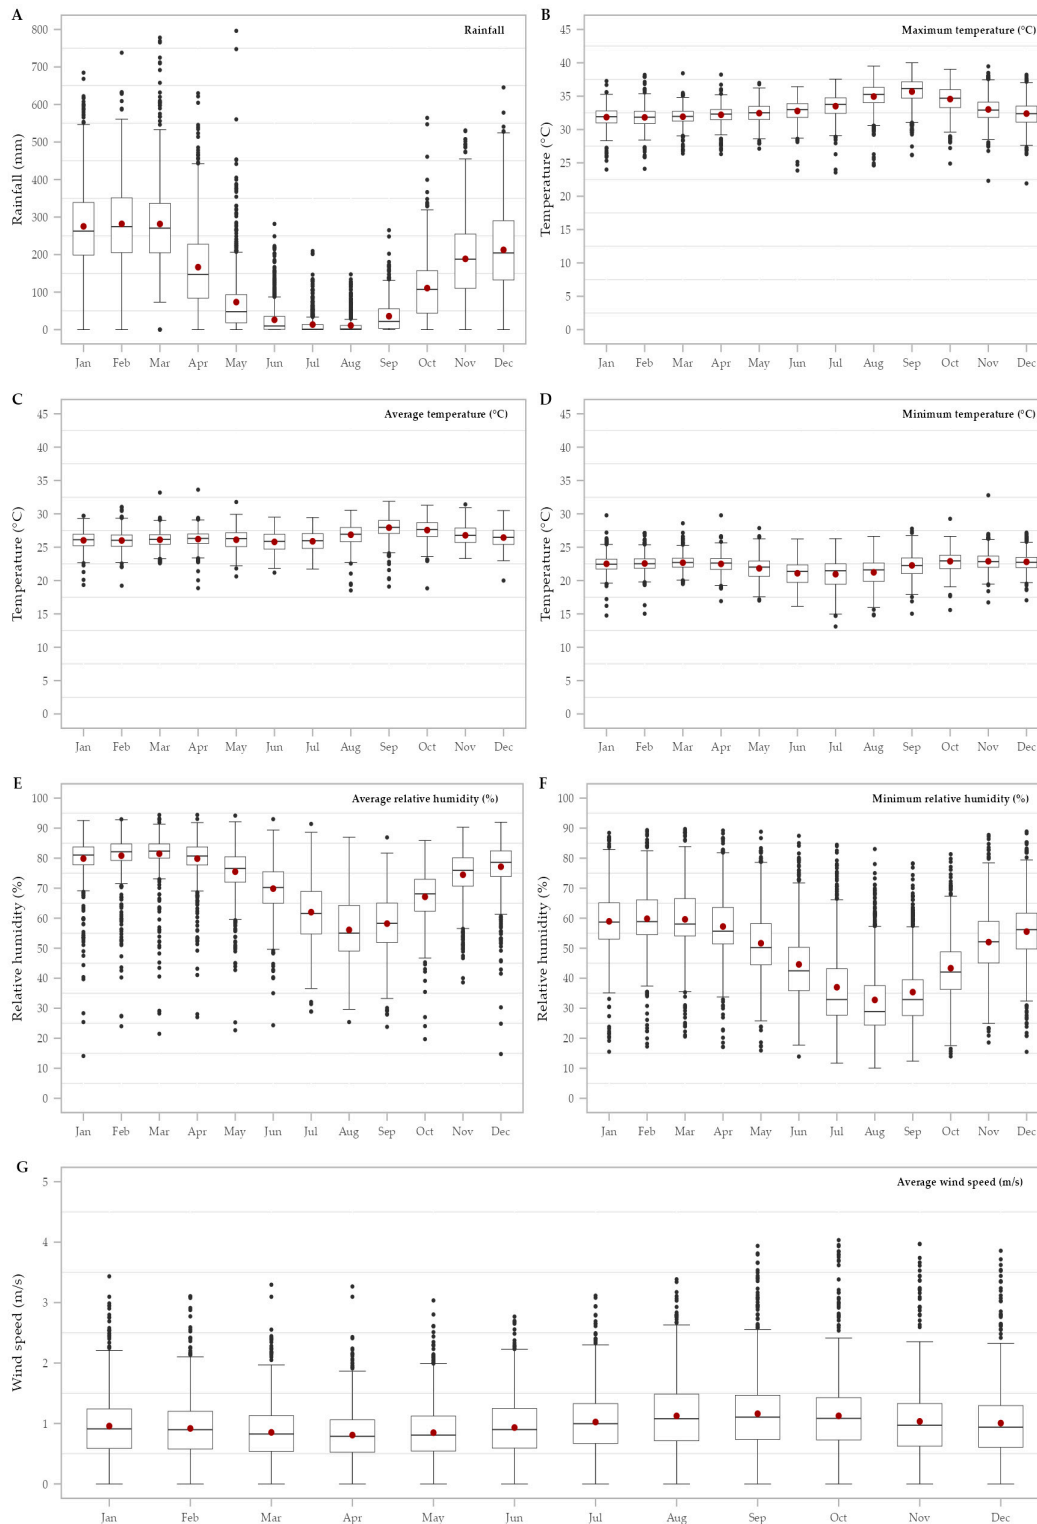 A
Rainfall
Rainfall (mm)
800
700
600
500
400
300
200
100
0
Jan Feb Mar Apr May Jun Jul Aug Sep Oct Nov Dec
B
Maximum temperature (°C)
Temperature (°C)
45
40
35
30
25
20
15
10
5
0
Jan Feb Mar Apr May Jun Jul Aug Sep Oct Nov Dec
C
Average temperature (°C)
Temperature (°C)
45
40
35
30
25
20
15
10
5
0
Jan Feb Mar Apr May Jun Jul Aug Sep Oct Nov Dec
D
Minimum temperature (°C)
Temperature (°C)
45
40
35
30
25
20
15
10
5
0
Jan Feb Mar Apr May Jun Jul Aug Sep Oct Nov Dec
E
Average relative humidity (%)
Relative humidity (%)
100
90
80
70
60
50
40
30
20
10
0
Jan Feb Mar Apr May Jun Jul Aug Sep Oct Nov Dec
F
Minimum relative humidity (%)
Relative humidity (%)
100
90
80
70
60
50
40
30
20
10
0
Jan Feb Mar Apr May Jun Jul Aug Sep Oct Nov Dec
G
Average wind speed (m/s)
Wind speed (m/s)
5
4
3
2
1
0
Jan Feb Mar Apr May Jun Jul Aug Sep Oct Nov Dec